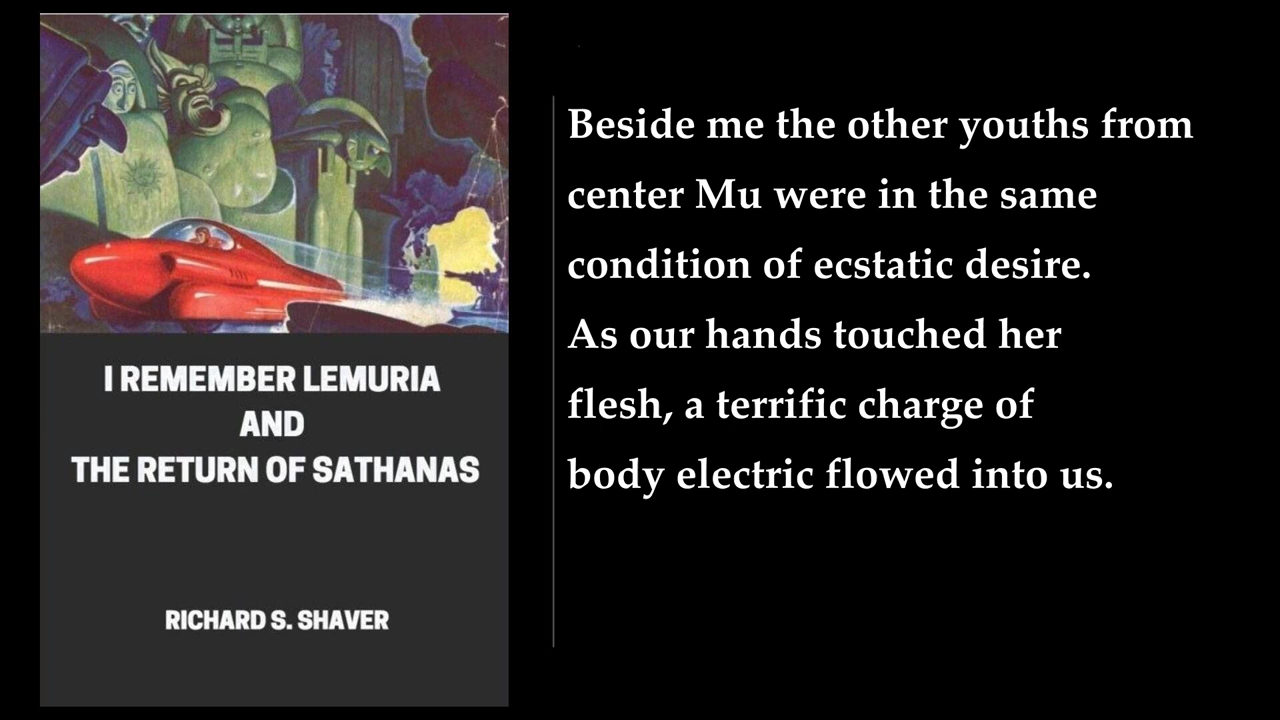 I REMEMBER LEMURIA
AND
THE RETURN OF SATHANAS
RICHARD S. SHAVER
Beside me the other youths from
center Mu were in the same
condition of ecstatic desire.
As our hands touched her
flesh, a terrific charge of
body electric flowed into us.